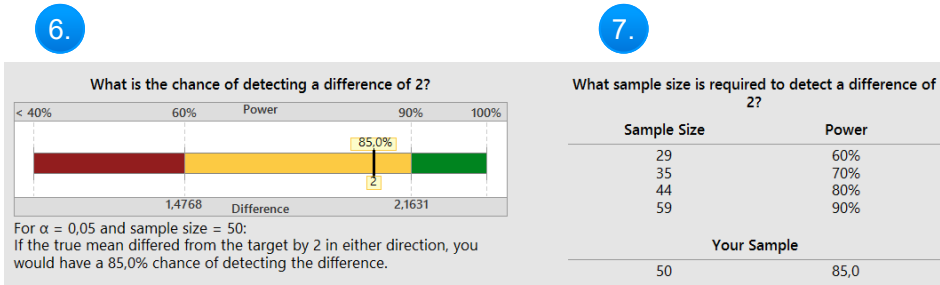 6.
What is the chance of detecting a difference of 2?
< 40% 60% Power 90% 100%
85,0%
2
1,4768 Difference 2,1631
For α = 0,05 and sample size = 50:
If the true mean differed from the target by 2 in either direction, you
would have a 85,0% chance of detecting the difference.
7.
What sample size is required to detect a difference of
2?
Sample Size Power
29 60%
35 70%
44 80%
59 90%
Your Sample
50 85,0